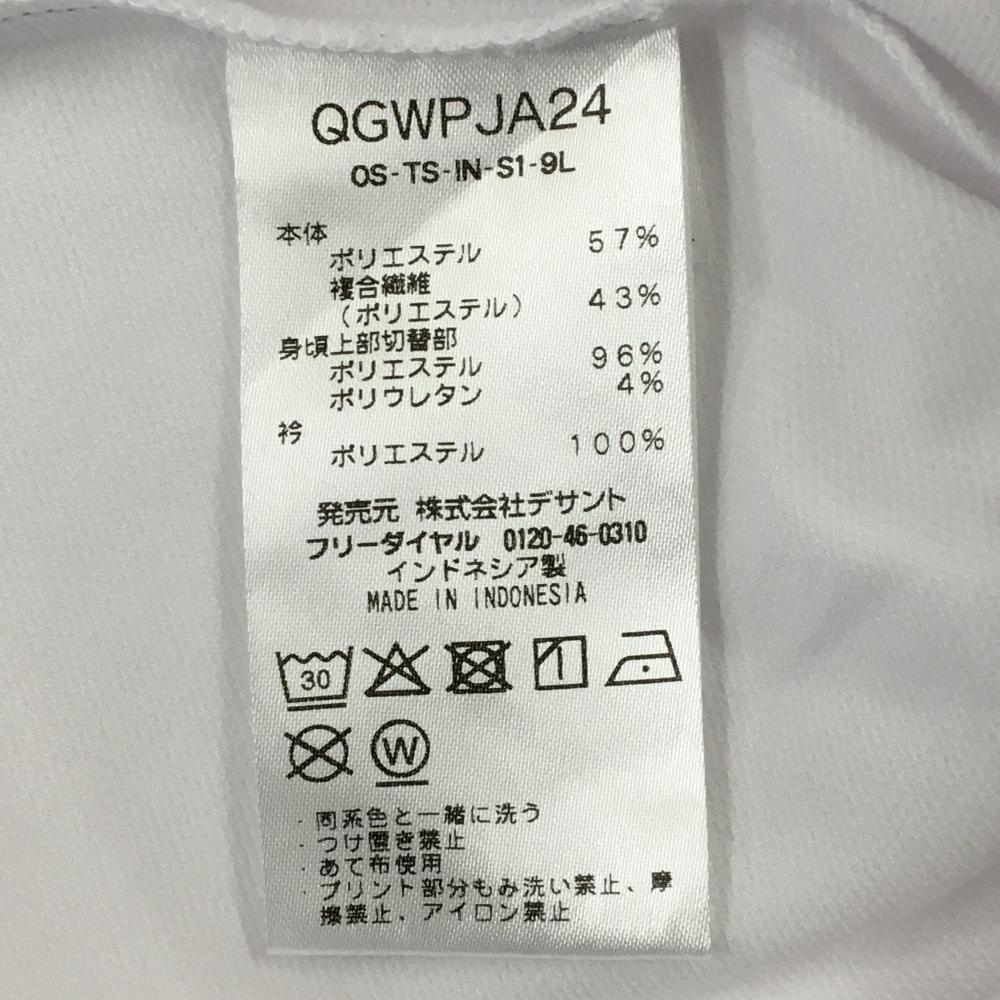 QGWPJA24
OS-TS-IN-S1-9L
本体
ポリエステル 57%
複合繊維
(ポリエステル) 43%
身頃上部切替部
ポリエステル 96%
ポリウレタン 4%
衿
ポリエステル 100%
発売元 株式会社デサント
フリーダイヤル 0120-46-0310
インドネシア製
MADE IN INDONESIA
30
W
・同系色と一緒に洗う
・つけ置き禁止
・あて布使用
・プリント部分もみ洗い禁止、摩
擦禁止、アイロン禁止